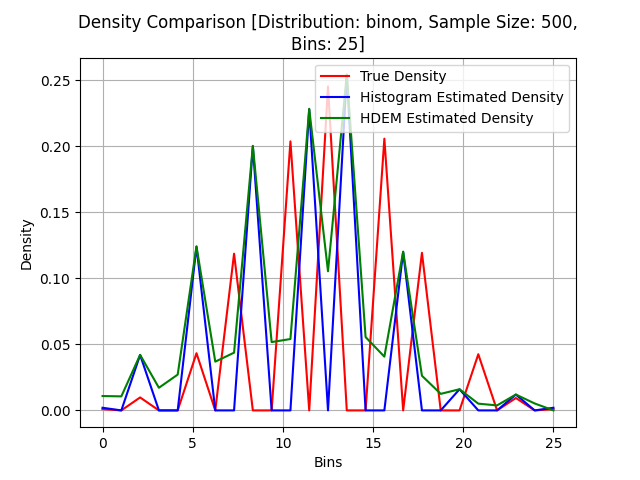 Density Comparison [Distribution: binom, Sample Size: 500,
Bins: 25]
True Density
Histogram Estimated Density
HDEM Estimated Density
Density
0.25
0.20
0.15
0.10
0.05
0.00
0 5 10 15 20 25
Bins